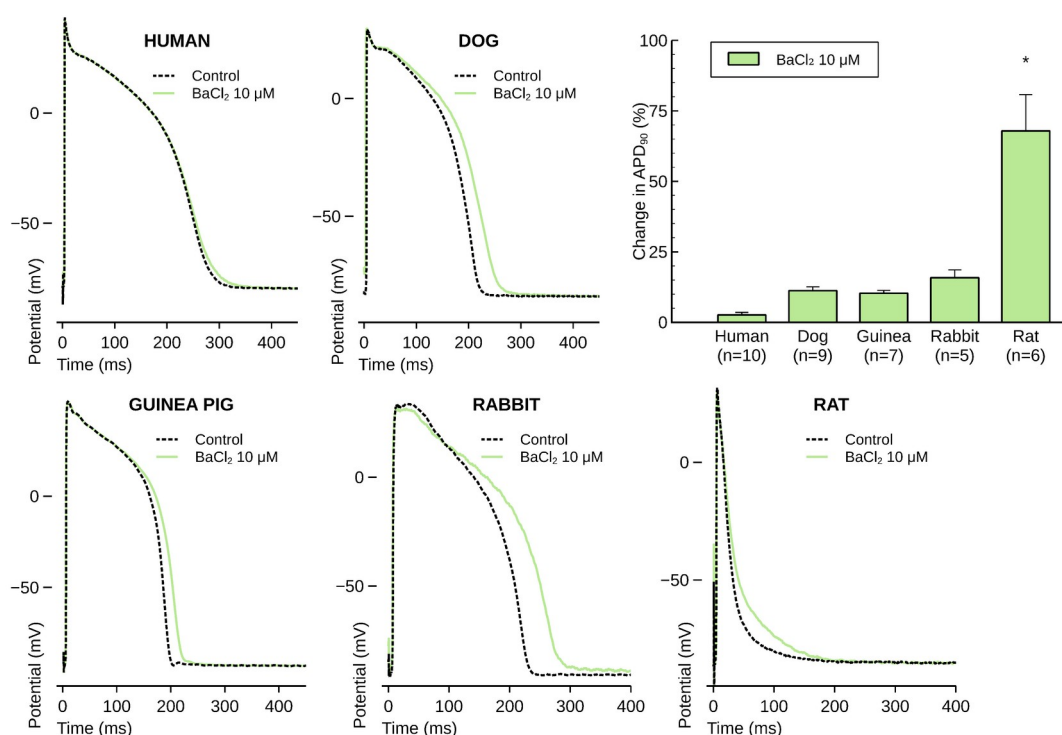 HUMAN
Control
BaCl₂ 10 μM
0
−50
Potential (mV)
0 100 200 300 400
Time (ms)
DOG
Control
BaCl₂ 10 μM
0
−50
Potential (mV)
0 100 200 300 400
Time (ms)
BaCl₂ 10 μM
*
100
75
50
25
0
Change in APD₉₀ (%)
Human Dog Guinea Rabbit Rat
(n=10) (n=9) (n=7) (n=5) (n=6)
GUINEA PIG
Control
BaCl₂ 10 μM
0
−50
Potential (mV)
0 100 200 300 400
Time (ms)
RABBIT
Control
BaCl₂ 10 μM
0
−50
Potential (mV)
0 100 200 300 400
Time (ms)
RAT
Control
BaCl₂ 10 μM
0
−50
Potential (mV)
0 100 200 300 400
Time (ms)